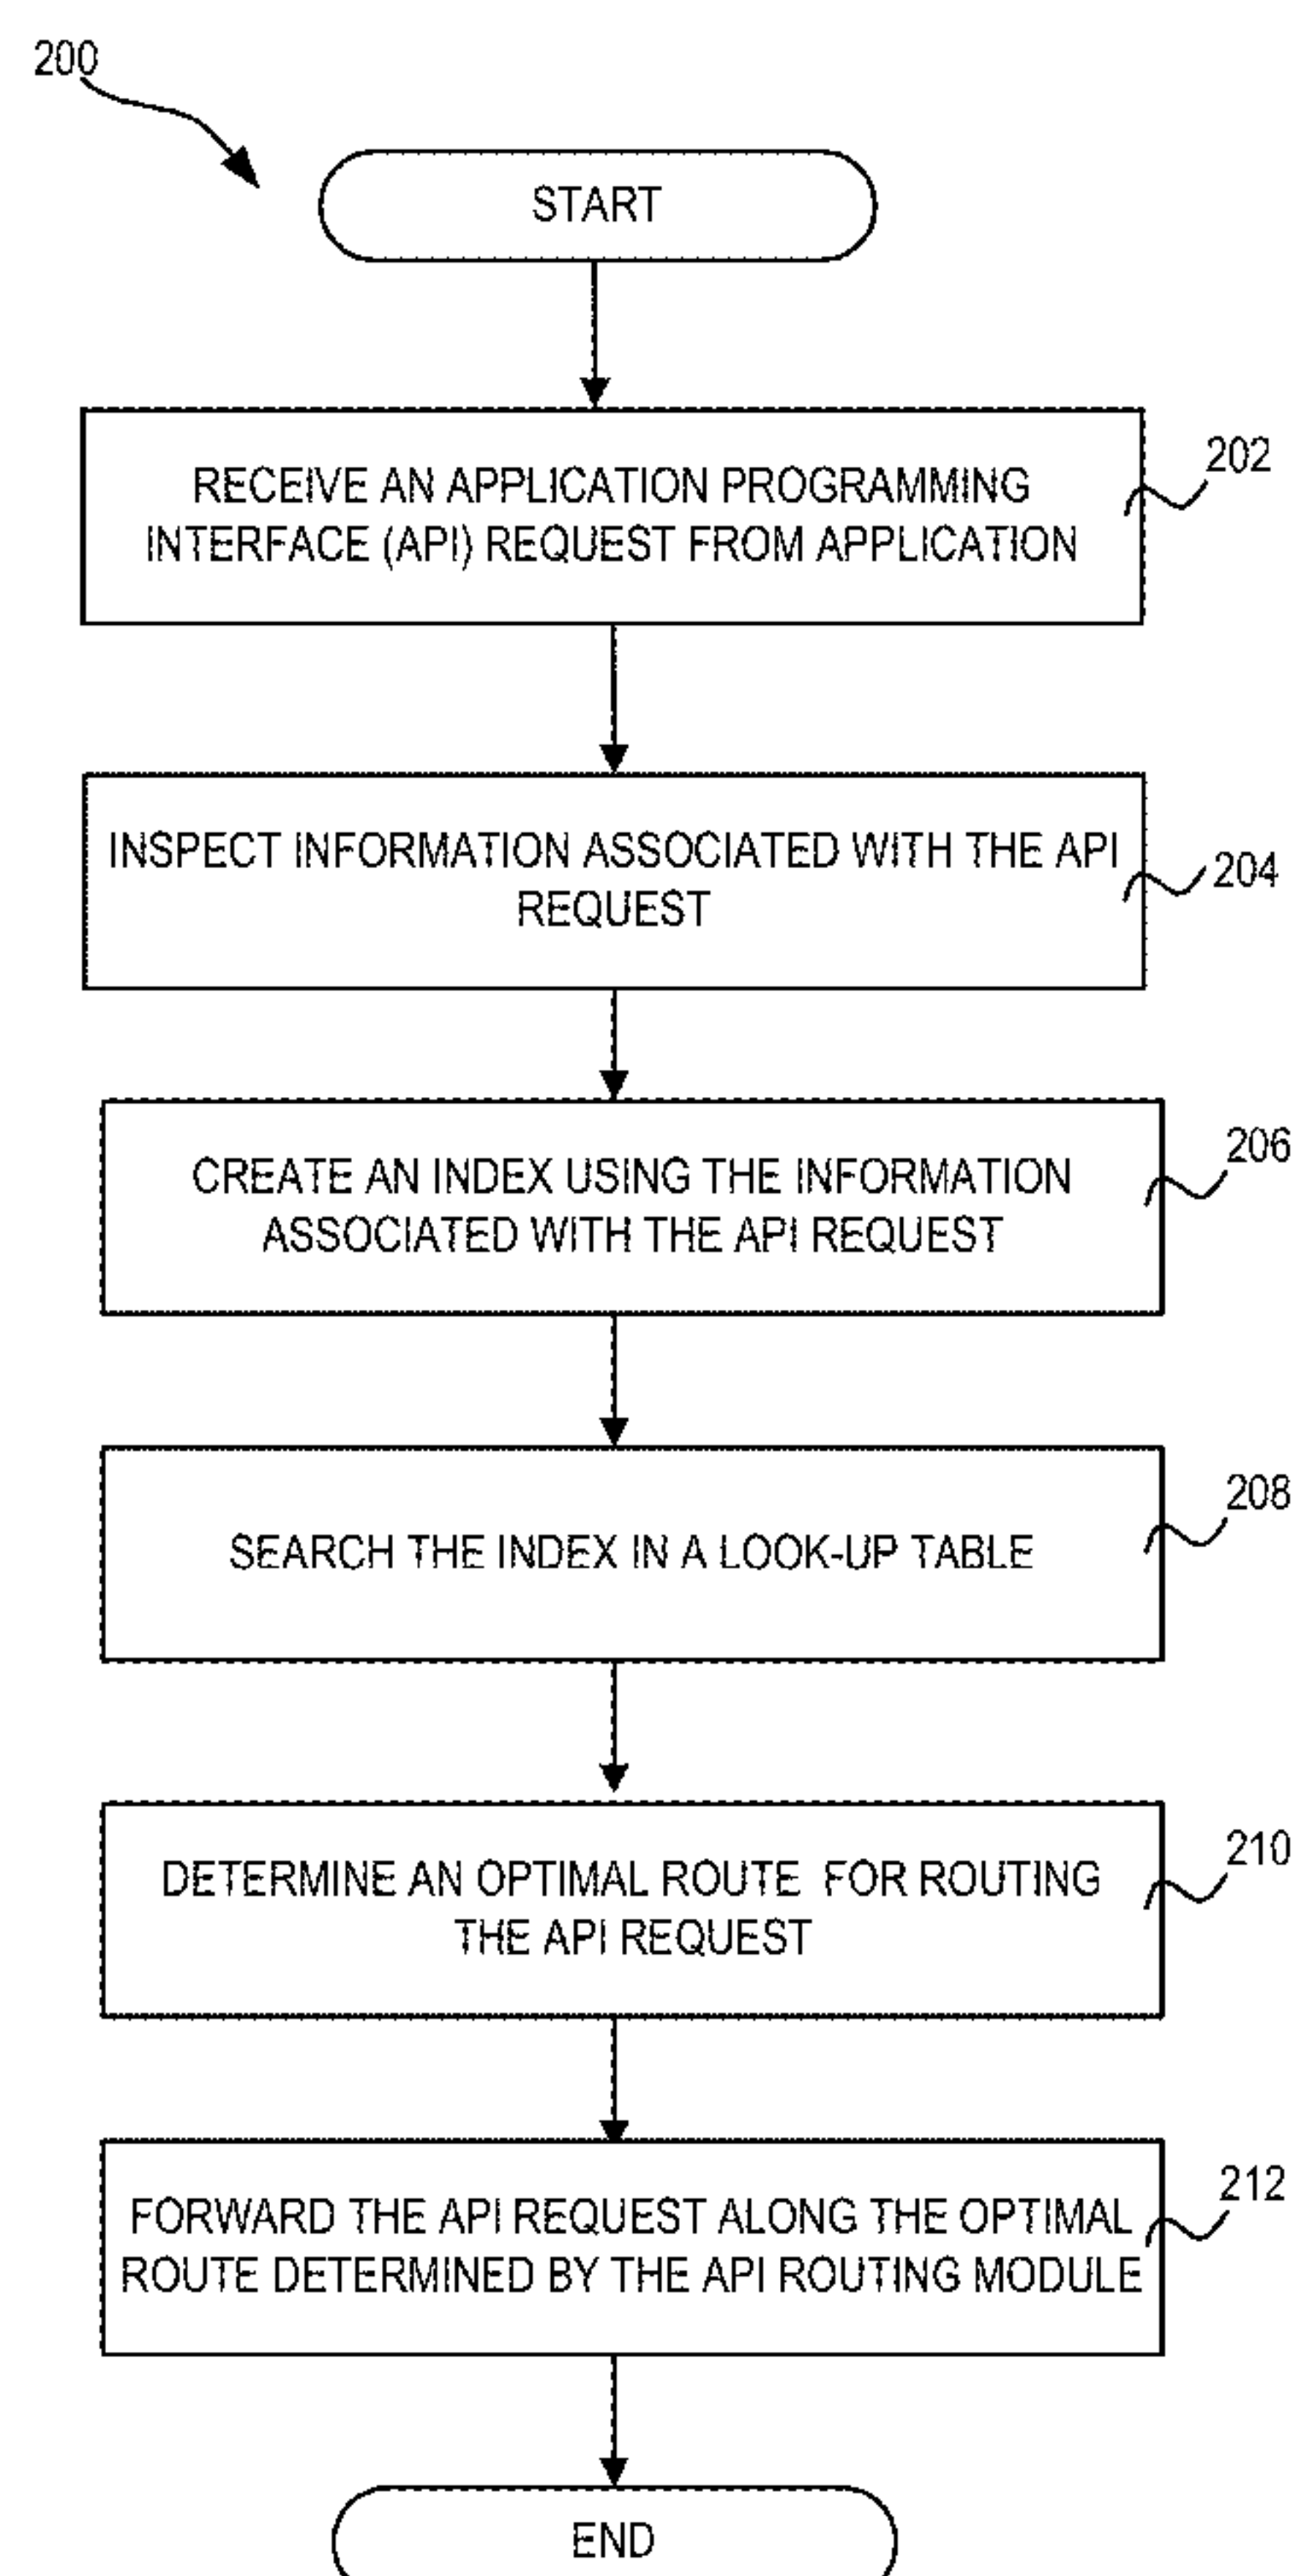 200
START
RECEIVE AN APPLICATION PROGRAMMING
INTERFACE (API) REQUEST FROM APPLICATION
202
INSPECT INFORMATION ASSOCIATED WITH THE API
REQUEST
204
CREATE AN INDEX USING THE INFORMATION
ASSOCIATED WITH THE API REQUEST
206
SEARCH THE INDEX IN A LOOK-UP TABLE
208
DETERMINE AN OPTIMAL ROUTE FOR ROUTING
THE API REQUEST
210
FORWARD THE API REQUEST ALONG THE OPTIMAL
ROUTE DETERMINED BY THE API ROUTING MODULE
212
END